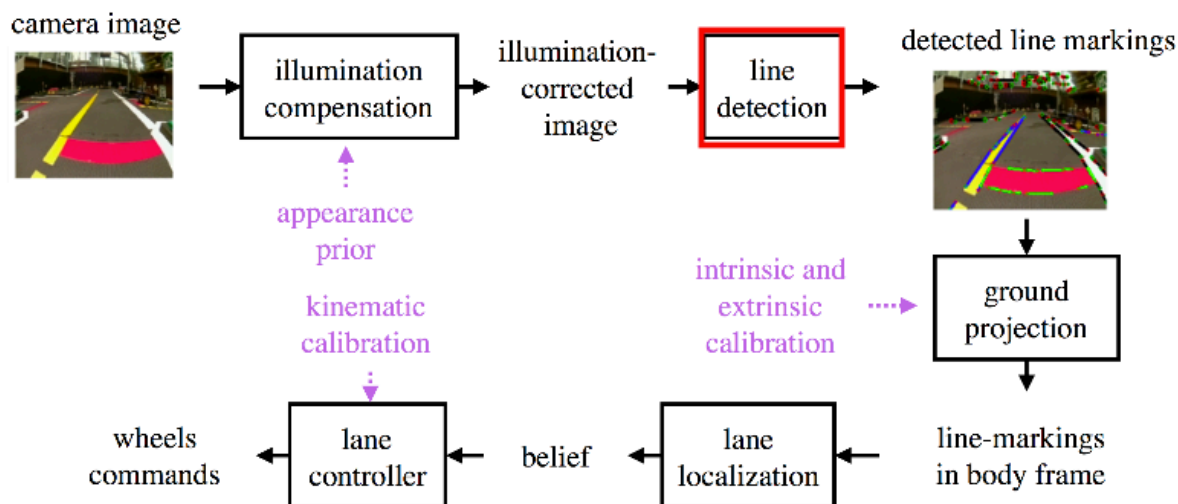 camera image
illumination
compensation
illumination-
corrected
image
line
detection
detected line markings
appearance
prior
intrinsic and
extrinsic
calibration
ground
projection
kinematic
calibration
line-markings
in body frame
lane
localization
belief
lane
controller
wheels
commands